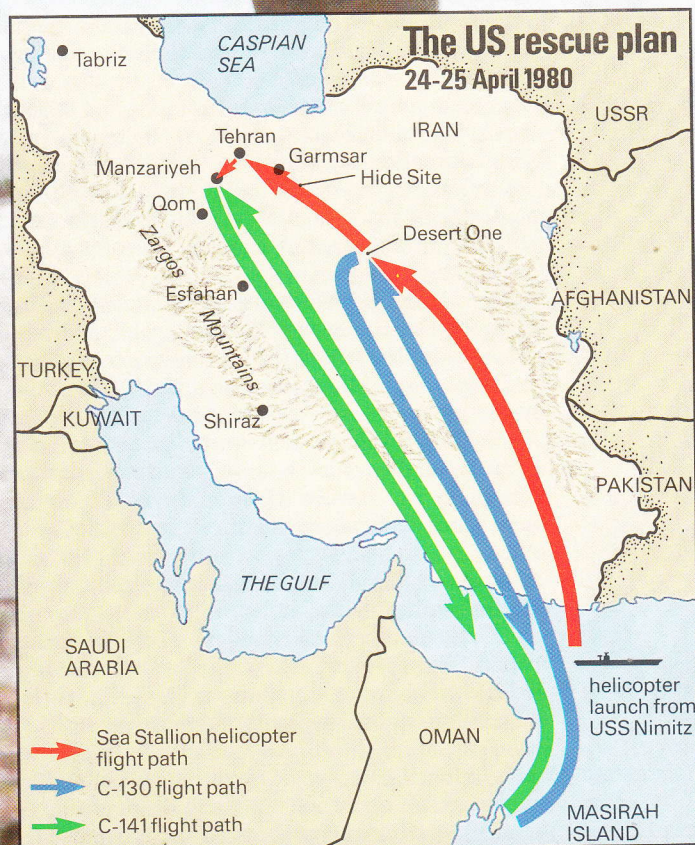 The US rescue plan
24-25 April 1980
CASPIAN
SEA
Tabriz
USSR
IRAN
Tehran
Garmsar
Manzariyeh
Hide Site
Qom
Desert One
Zargos
Mountains
Esfahan
AFGHANISTAN
TURKEY
KUWAIT
Shiraz
PAKISTAN
THE GULF
SAUDI
ARABIA
helicopter
launch from
USS Nimitz
OMAN
Sea Stallion helicopter
flight path
C-130 flight path
C-141 flight path
MASIRAH
ISLAND